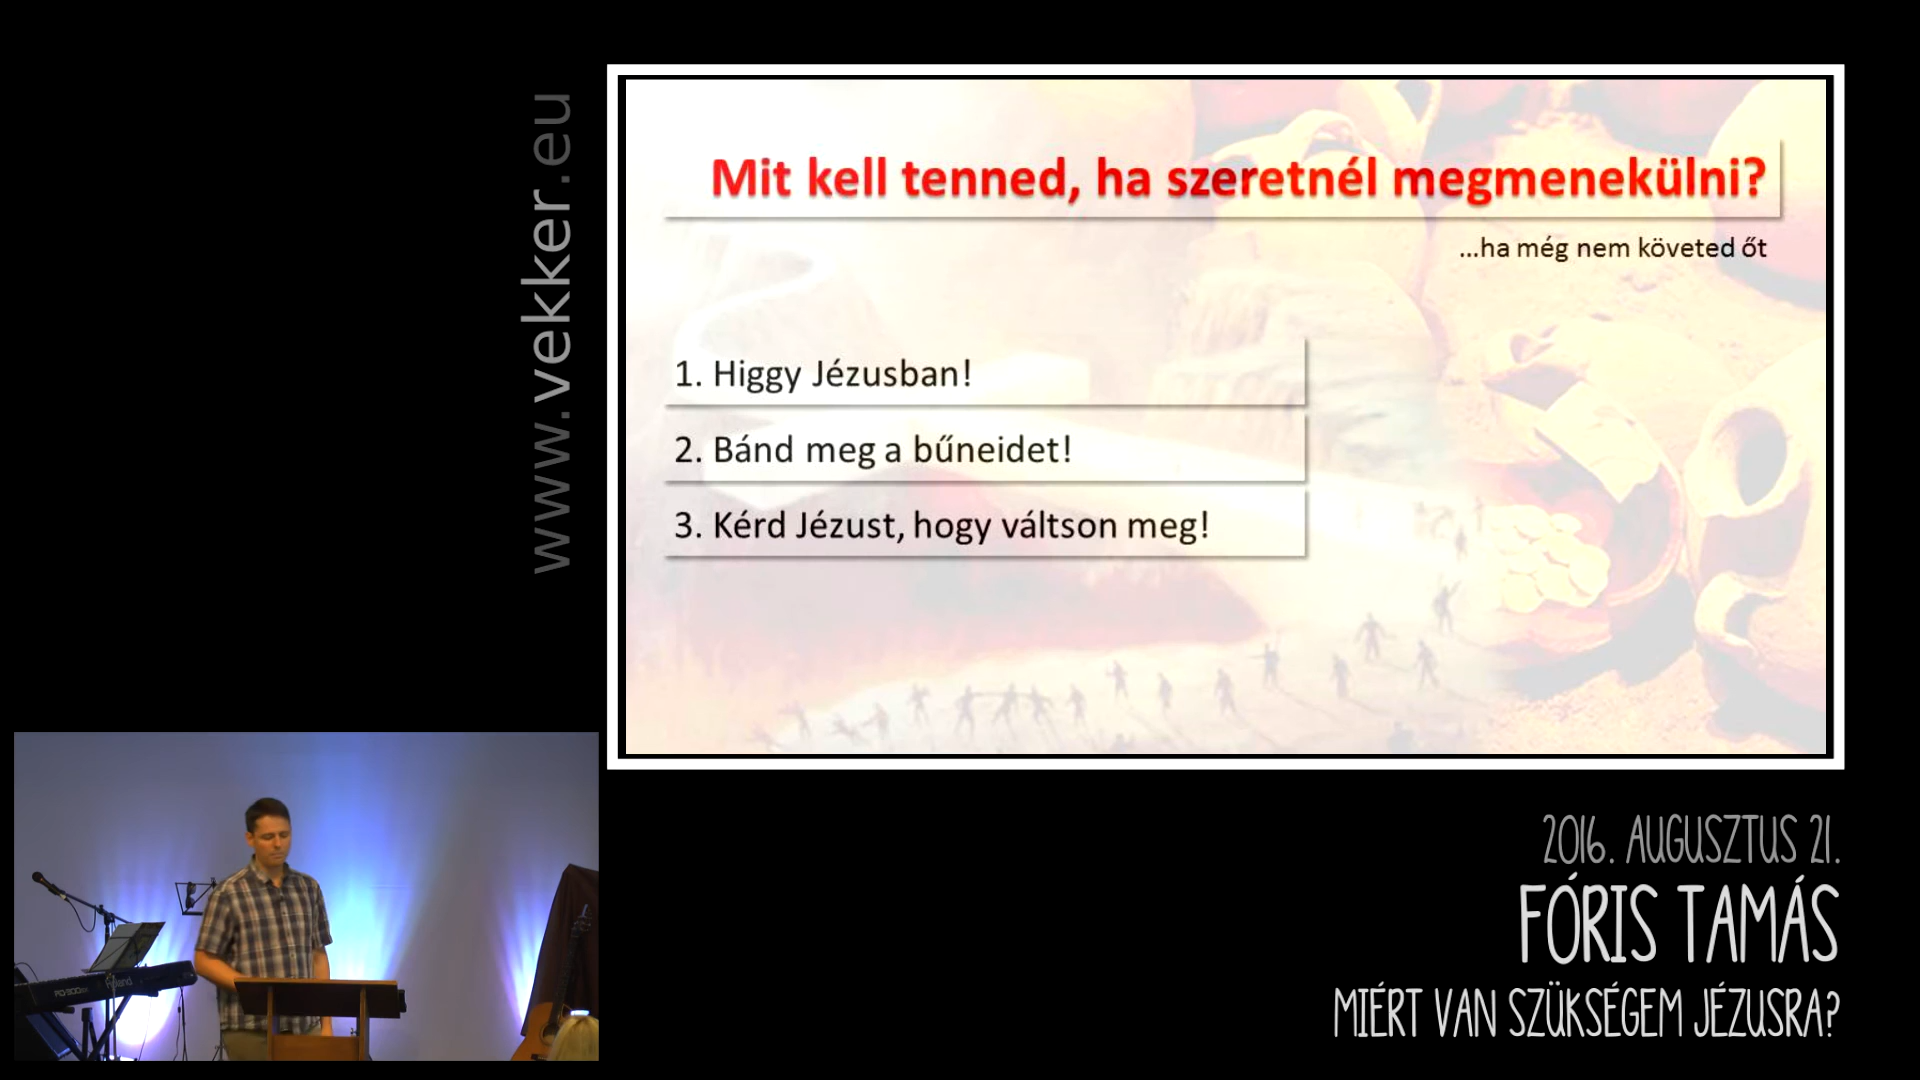 www.vekker.eu
Mit kell tenned, ha szeretnél megmenekülni?
...ha még nem követed őt
1. Higgy Jézusban!
2. Bánd meg a bűneidet!
3. Kérd Jézust, hogy váltson meg!
Roland
2016. AUGUSZTUS 21.
FÓRIS TAMÁS
MIÉRT VAN SZÜKSÉGEM JÉZUSRA?